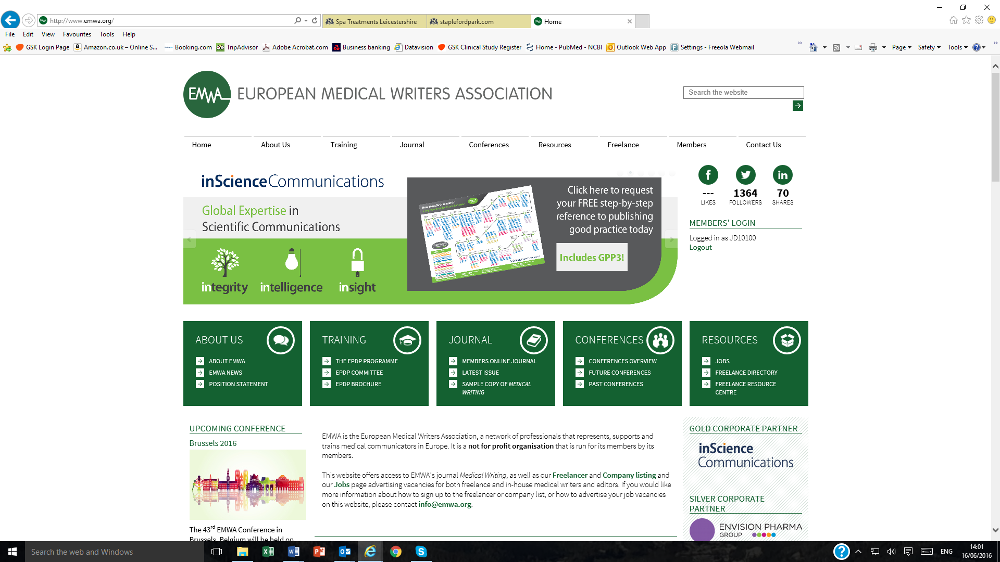 http://www.emwa.org/
Spa Treatments Leicestershire
staplefordpark.com
Home
File Edit View Favourites Tools Help
GSK Login Page
Amazon.co.uk – Online S...
Booking.com
TripAdvisor
Adobe Acrobat.com
Business banking
Datavision
GSK Clinical Study Register
Home - PubMed - NCBI
Outlook Web App
Settings - Freeola Webmail
Page Safety Tools
EMWA EUROPEAN MEDICAL WRITERS ASSOCIATION
Search the website
Home About Us Training Journal Conferences Resources Freelance Members Contact Us
inScience Communications
Global Expertise in
Scientific Communications
integrity intelligence insight
Click here to request
your FREE step-by-step
reference to publishing
good practice today
Includes GPP3!
--- 1364 70
LIKES FOLLOWERS SHARES
MEMBERS' LOGIN
Logged in as JD10100
Logout
ABOUT US
ABOUT EMWA
EMWA NEWS
POSITION STATEMENT
TRAINING
THE EPDP PROGRAMME
EPDP COMMITTEE
EPDP BROCHURE
JOURNAL
MEMBERS ONLINE JOURNAL
LATEST ISSUE
SAMPLE COPY OF MEDICAL
WRITING
CONFERENCES
CONFERENCES OVERVIEW
FUTURE CONFERENCES
PAST CONFERENCES
RESOURCES
JOBS
FREELANCE DIRECTORY
FREELANCE RESOURCE
CENTRE
UPCOMING CONFERENCE
Brussels 2016
The 43rd EMWA Conference in
Brussels, Belgium will be held on
EMWA is the European Medical Writers Association, a network of professionals that represents, supports and
trains medical communicators in Europe. It is a not for profit organisation that is run for its members by its
members.
This website offers access to EMWA's journal Medical Writing, as well as our Freelancer and Company listing and
our Jobs page advertising vacancies for both freelance and in-house medical writers and editors. If you would like
more information about how to sign up to the freelancer or company list, or how to advertise your job vacancies
on this website, please contact info@emwa.org.
GOLD CORPORATE PARTNER
inScience
Communications
SILVER CORPORATE
PARTNER
ENVISION PHARMA
GROUP
Search the web and Windows
ENG
14:01
16/06/2016